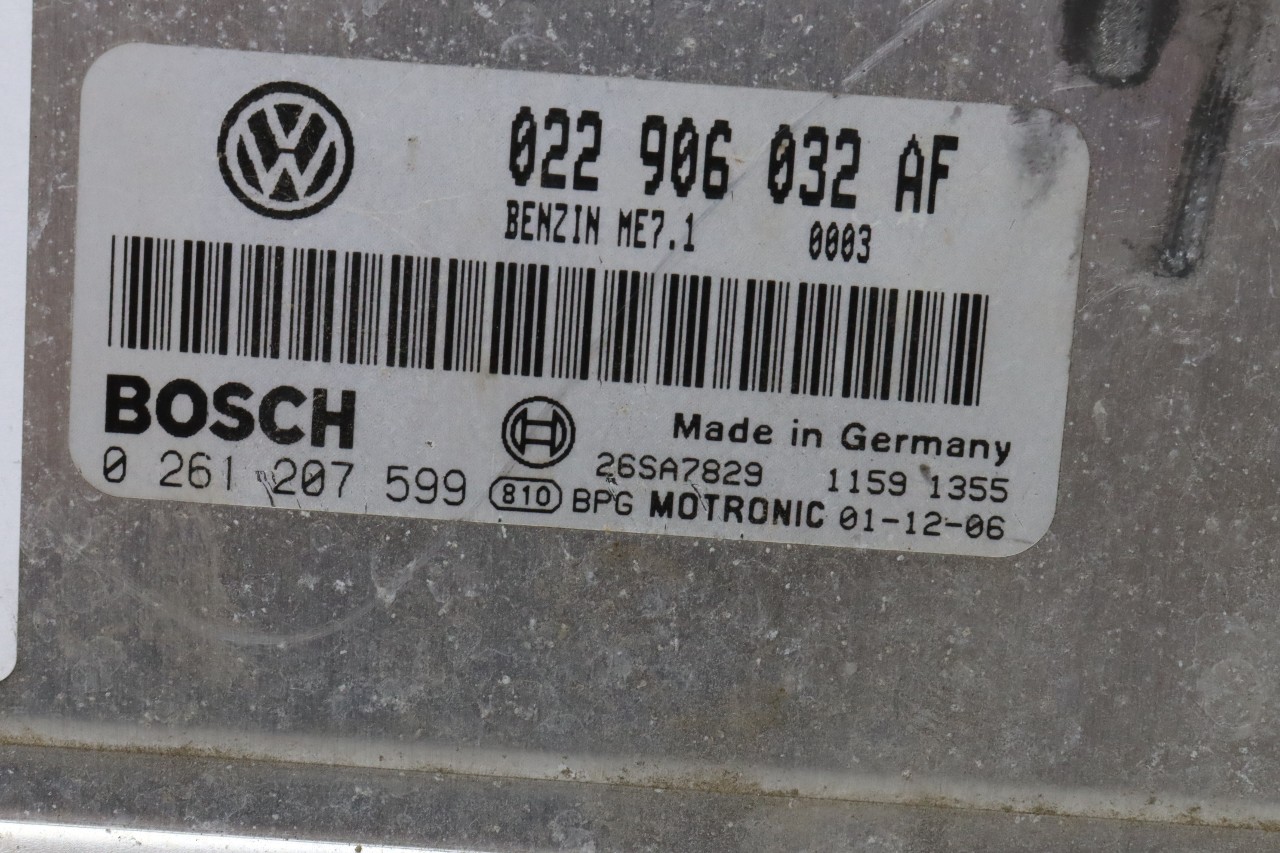 022 906 032 AF
BENZIN ME7.1 0003
BOSCH
Made in Germany
0 261 207 599
26SA7829 1159 1355
810 BPG MOTRONIC 01-12-06